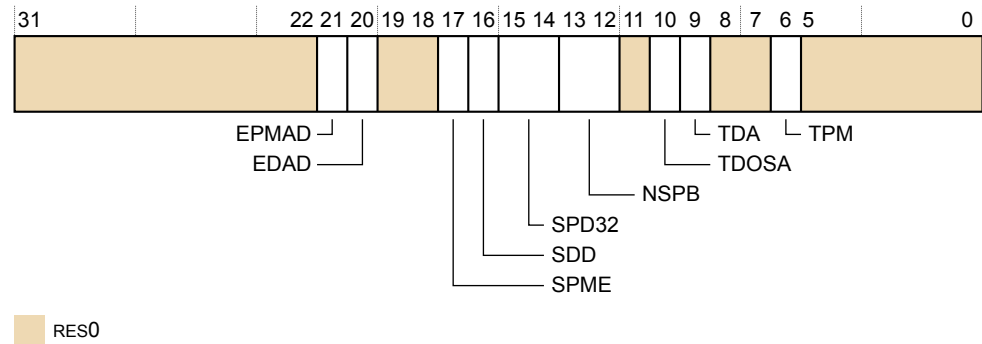 31 22 21 20 19 18 17 16 15 14 13 12 11 10 9 8 7 6 5 0
EPMAD TDA TPM
EDAD TDOSA
NSPB
SPD32
SDD
SPME
RES0